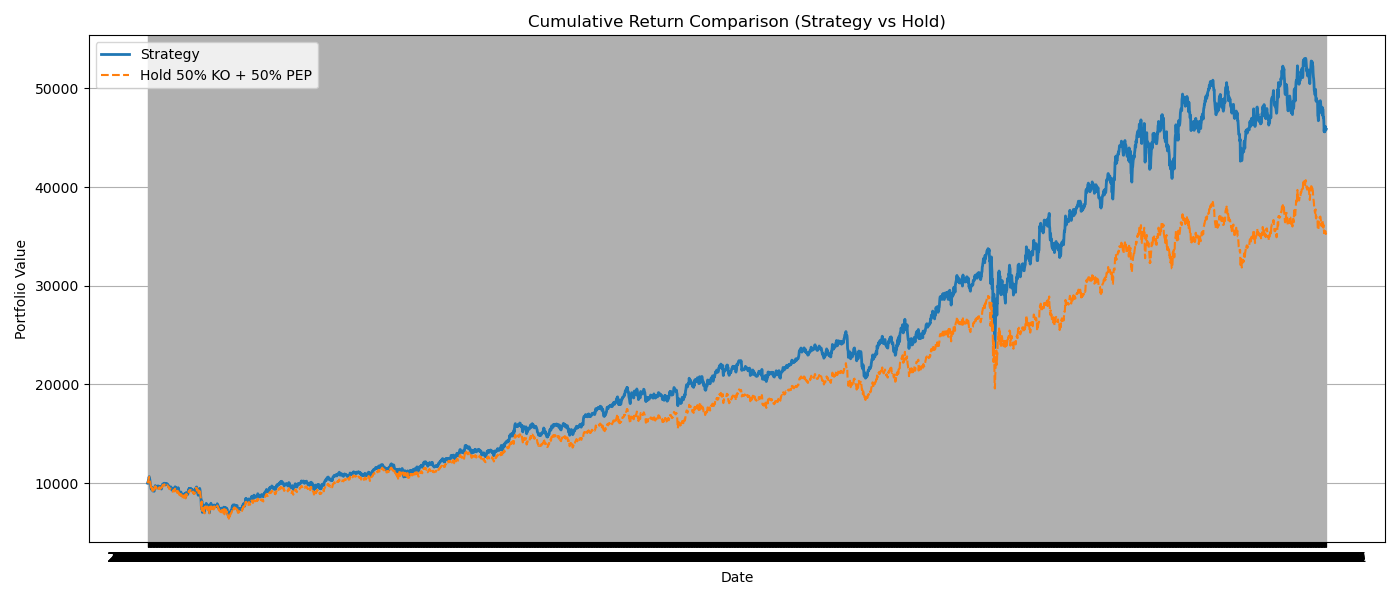 Cumulative Return Comparison (Strategy vs Hold)
Strategy
Hold 50% KO + 50% PEP
50000
40000
30000
20000
10000
Portfolio Value
Date